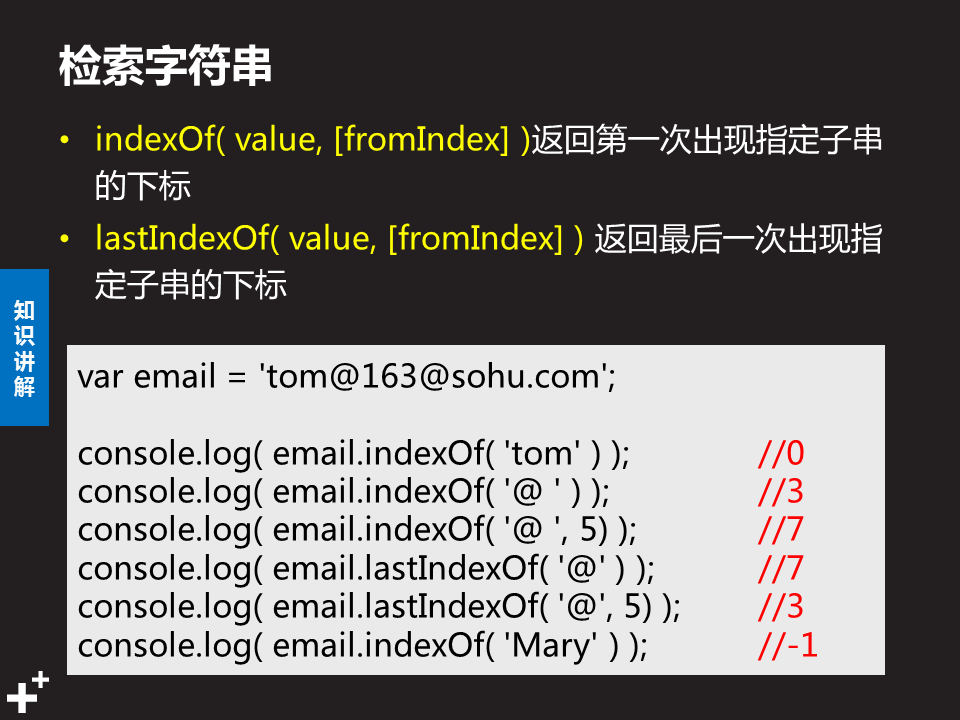 检索字符串
• indexOf( value, [fromIndex] )返回第一次出现指定子串
的下标
• lastIndexOf( value, [fromIndex] ) 返回最后一次出现指
定子串的下标
知
识
讲
解
var email = 'tom@163@sohu.com';
console.log( email.indexOf( 'tom' ) ); //0
console.log( email.indexOf( '@ ' ) ); //3
console.log( email.indexOf( '@ ', 5) ); //7
console.log( email.lastIndexOf( '@' ) ); //7
console.log( email.lastIndexOf( '@', 5) ); //3
console.log( email.indexOf( 'Mary' ) ); //-1